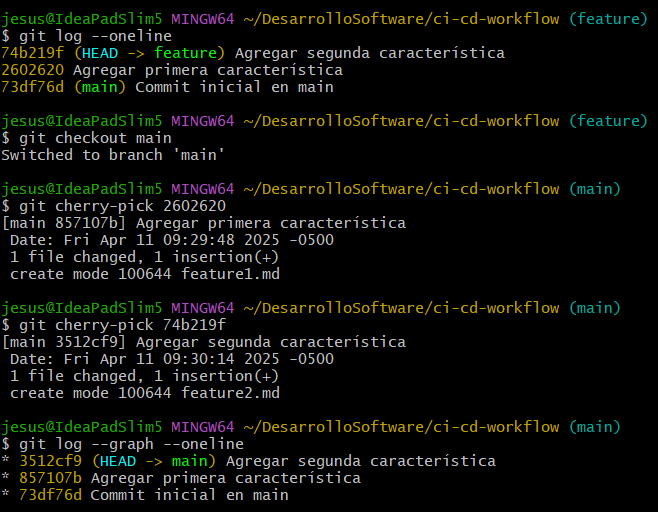 jesus@IdeaPadSlim5 MINGW64 ~/DesarrolloSoftware/ci-cd-workflow (feature)
$ git log --oneline
74b219f (HEAD -> feature) Agregar segunda característica
2602620 Agregar primera característica
73df76d (main) Commit inicial en main
jesus@IdeaPadSlim5 MINGW64 ~/DesarrolloSoftware/ci-cd-workflow (feature)
$ git checkout main
Switched to branch 'main'
jesus@IdeaPadSlim5 MINGW64 ~/DesarrolloSoftware/ci-cd-workflow (main)
$ git cherry-pick 2602620
[main 857107b] Agregar primera característica
 Date: Fri Apr 11 09:29:48 2025 -0500
 1 file changed, 1 insertion(+)
 create mode 100644 feature1.md
jesus@IdeaPadSlim5 MINGW64 ~/DesarrolloSoftware/ci-cd-workflow (main)
$ git cherry-pick 74b219f
[main 3512cf9] Agregar segunda característica
 Date: Fri Apr 11 09:30:14 2025 -0500
 1 file changed, 1 insertion(+)
 create mode 100644 feature2.md
jesus@IdeaPadSlim5 MINGW64 ~/DesarrolloSoftware/ci-cd-workflow (main)
$ git log --graph --oneline
* 3512cf9 (HEAD -> main) Agregar segunda característica
* 857107b Agregar primera característica
* 73df76d Commit inicial en main